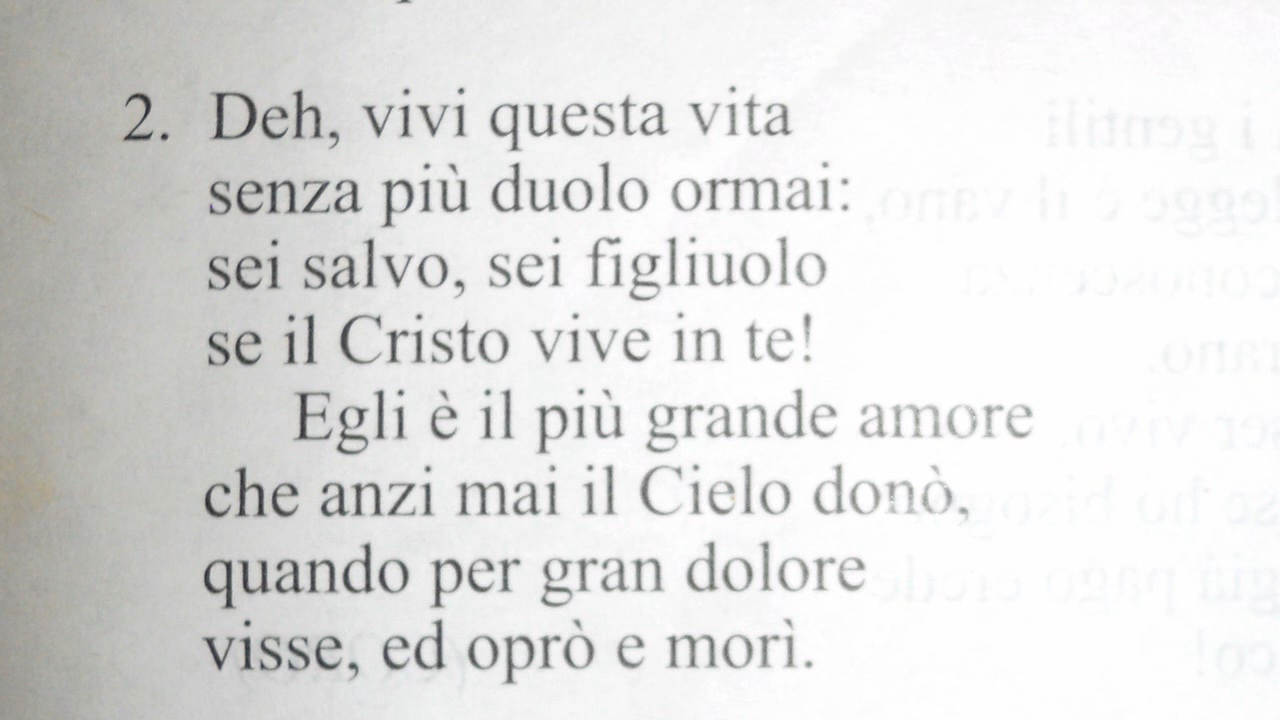 2. Deh, vivi questa vita
senza più duolo ormai:
sei salvo, sei figliuolo
se il Cristo vive in te!
Egli è il più grande amore
che anzi mai il Cielo donò,
quando per gran dolore
visse, ed oprò e morì.